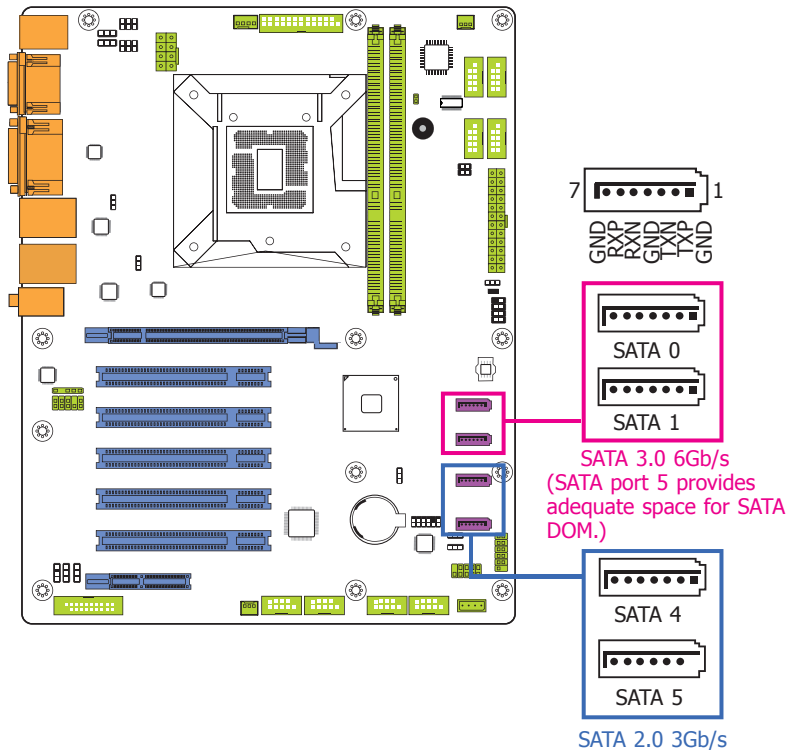 7 1
GND
RXP
RXN
GND
TXN
TXP
GND
SATA 0
SATA 1
SATA 3.0 6Gb/s
(SATA port 5 provides
adequate space for SATA
DOM.)
SATA 4
SATA 5
SATA 2.0 3Gb/s